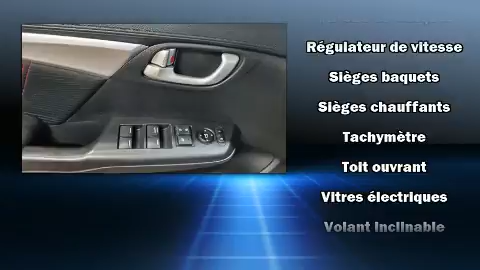 Régulateur de vitesse
Sièges baquets
Sièges chauffants
Tachymètre
Toit ouvrant
Vitres électriques
Volant Inclinable